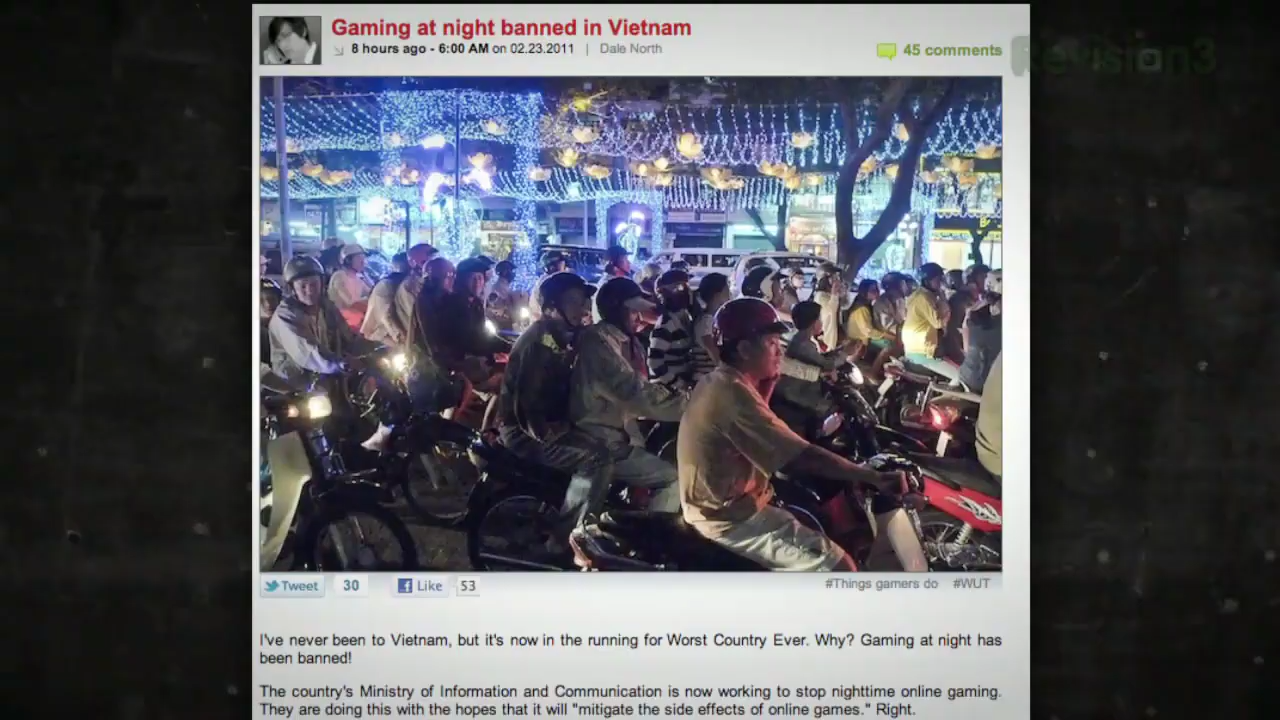 Gaming at night banned in Vietnam
8 hours ago - 6:00 AM on 02.23.2011 | Dale North
45 comments
Revision3
Tweet 30 Like 53
#Things gamers do #WUT
I've never been to Vietnam, but it's now in the running for Worst Country Ever. Why? Gaming at night has
been banned!
The country's Ministry of Information and Communication is now working to stop nighttime online gaming.
They are doing this with the hopes that it will "mitigate the side effects of online games." Right.